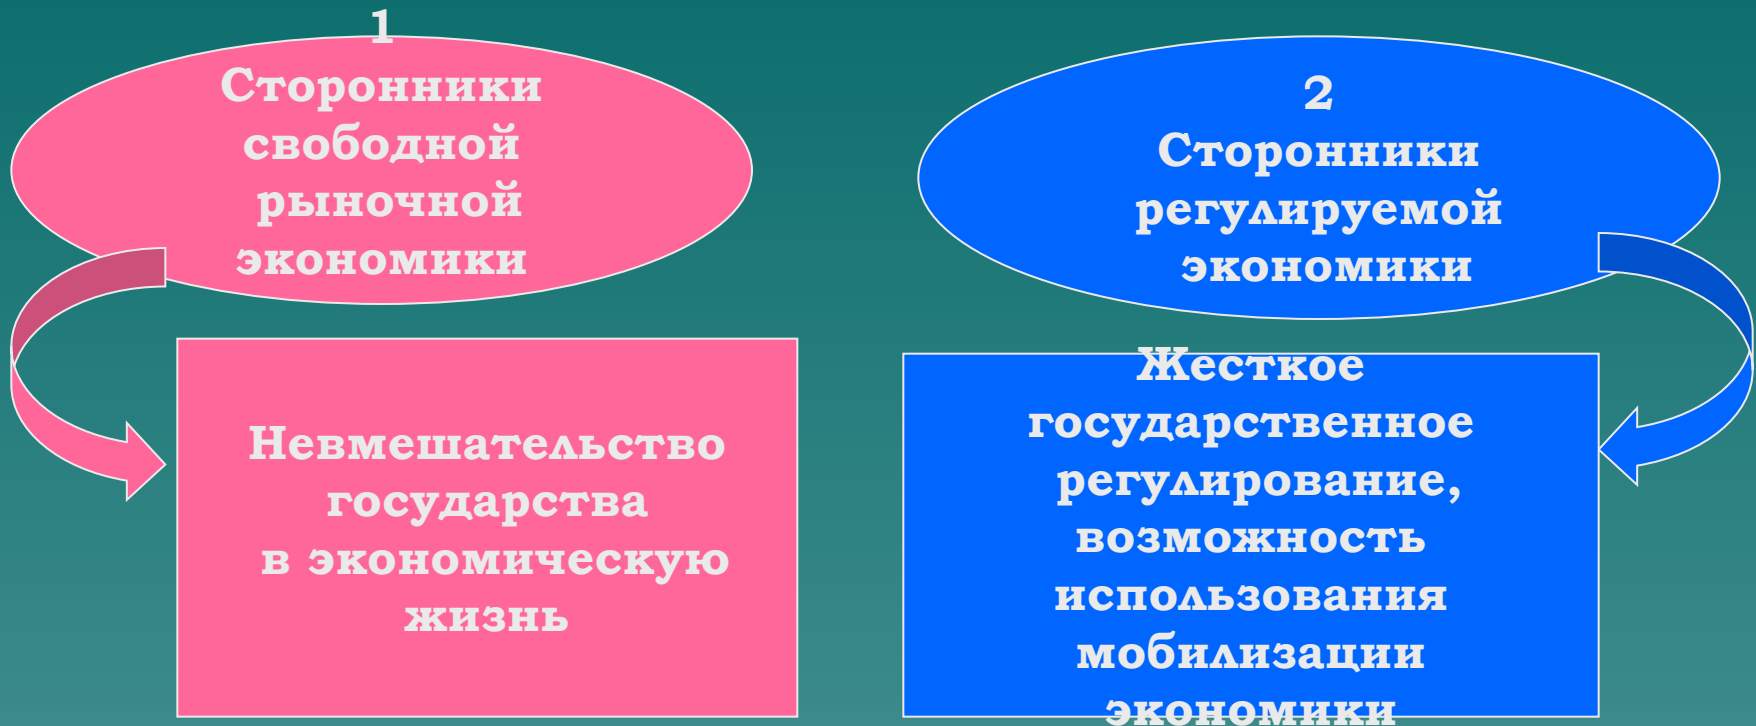 1
Сторонники
свободной
рыночной
экономики
2
Сторонники
регулируемой
экономики
Невмешательство
государства
в экономическую
жизнь
Жесткое
государственное
регулирование,
возможность
использования
мобилизации
экономики